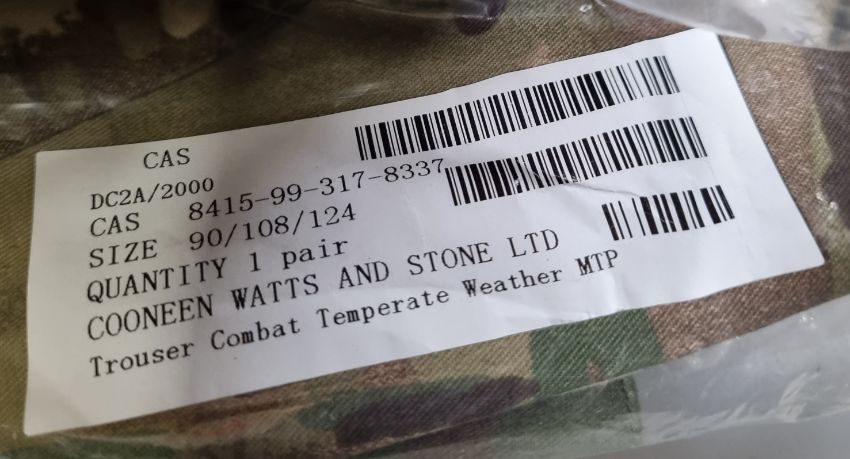 CAS
DC2A/2000
CAS 8415-99-317-8337
SIZE 90/108/124
QUANTITY 1 pair
COONEEN WATTS AND STONE LTD
Trouser Combat Temperate Weather MTP